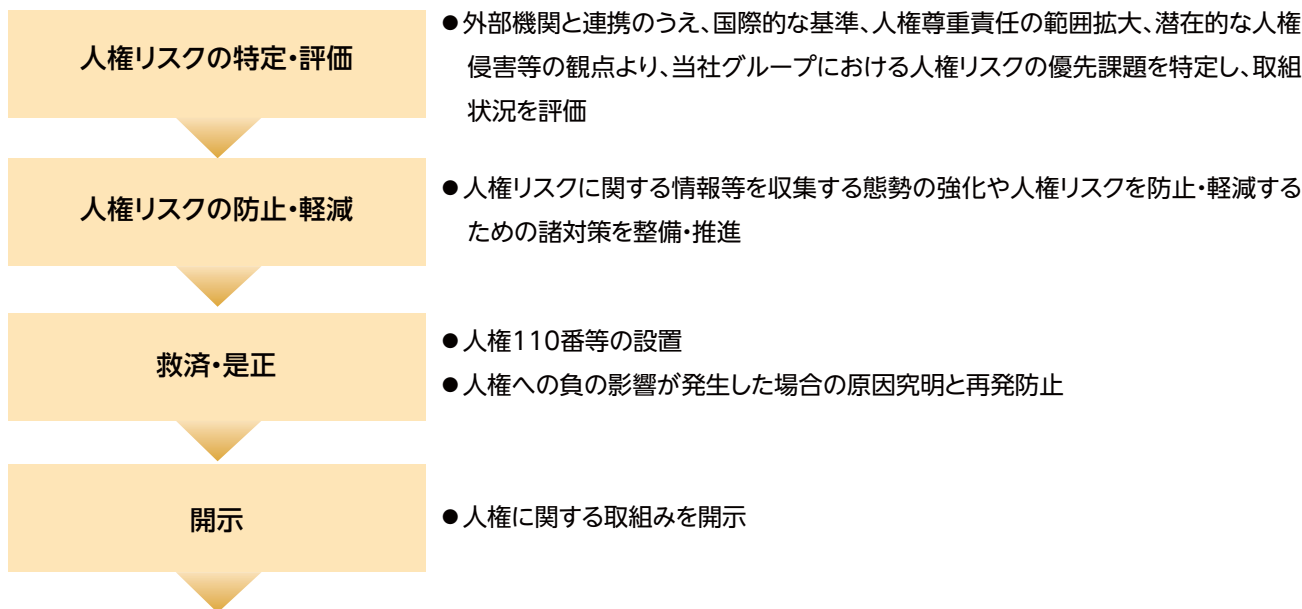 人権リスクの特定・評価
●外部機関と連携のうえ、国際的な基準、人権尊重責任の範囲拡大、潜在的な人権
侵害等の観点より、当社グループにおける人権リスクの優先課題を特定し、取組
状況を評価
人権リスクの防止・軽減
●人権リスクに関する情報等を収集する態勢の強化や人権リスクを防止・軽減する
ための諸対策を整備・推進
救済・是正
●人権110番等の設置
●人権への負の影響が発生した場合の原因究明と再発防止
開示
●人権に関する取組みを開示